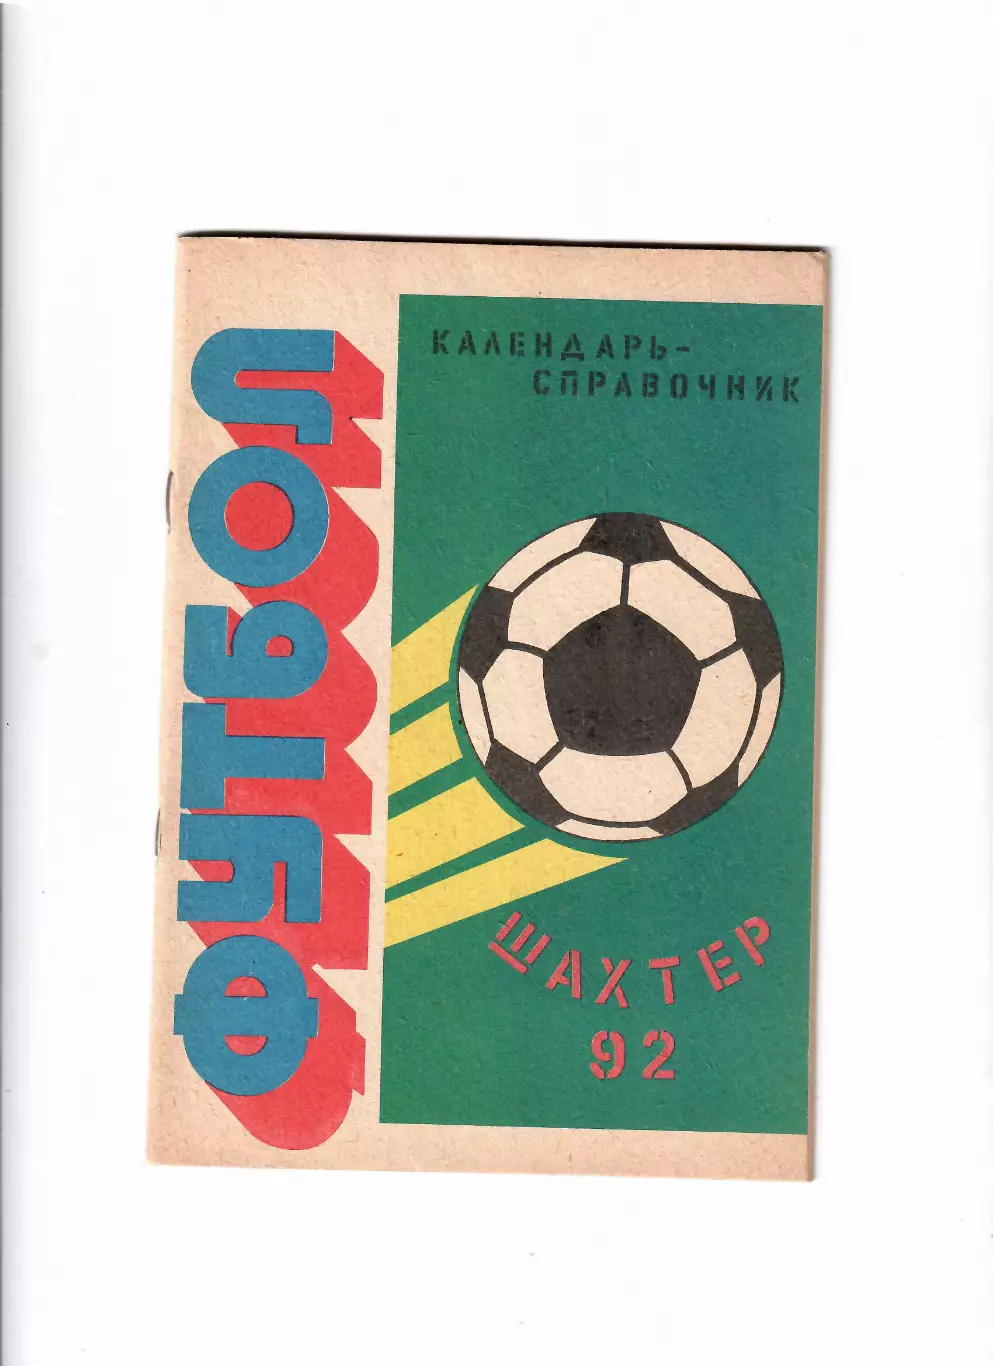 ФУТБОЛ
КАЛЕНДАРЬ-
СПРАВОЧНИК
ШАХТЕР
92